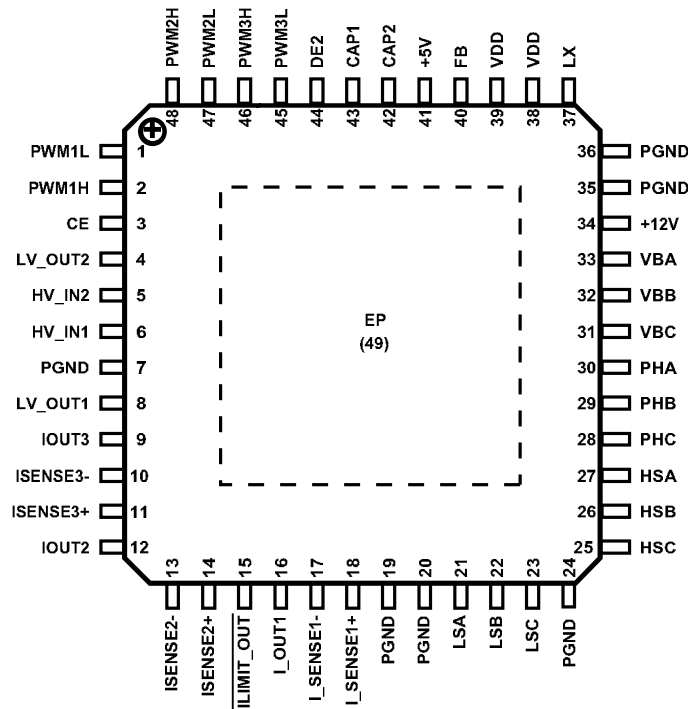 PWM2H PWM2L PWM3H PWM3L DE2 CAP1 CAP2 +5V FB VDD VDD LX
48 47 46 45 44 43 42 41 40 39 38 37
PWM1L 1
PWM1H 2
CE 3
LV_OUT2 4
HV_IN2 5
HV_IN1 6
PGND 7
LV_OUT1 8
IOUT3 9
ISENSE3- 10
ISENSE3+ 11
IOUT2 12
EP
(49)
36 PGND
35 PGND
34 +12V
33 VBA
32 VBB
31 VBC
30 PHA
29 PHB
28 PHC
27 HSA
26 HSB
25 HSC
13 14 15 16 17 18 19 20 21 22 23 24
ISENSE2- ISENSE2+ ILIMIT_OUT I_OUT1 I_SENSE1- I_SENSE1+ PGND PGND LSA LSB LSC PGND